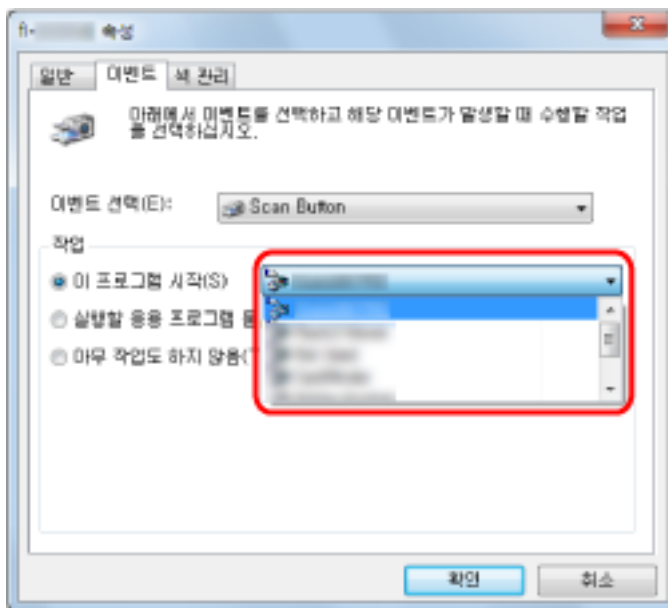 fi- 속성
일반 이벤트 색 관리
아래에서 이벤트를 선택하고 해당 이벤트가 발생할 때 수행할 작업
을 선택하십시오.
이벤트 선택(E): Scan Button
작업
이 프로그램 시작(S)
실행할 응용 프로그램
아무 작업도 하지 않음(
확인 취소